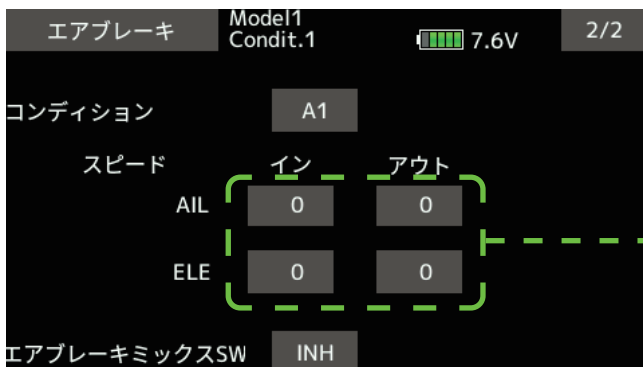 エアブレーキ Model1 Condit.1 7.6V 2/2
コンディション A1
スピード イン アウト
AIL 0 0
ELE 0 0
エアブレーキミックスSW INH